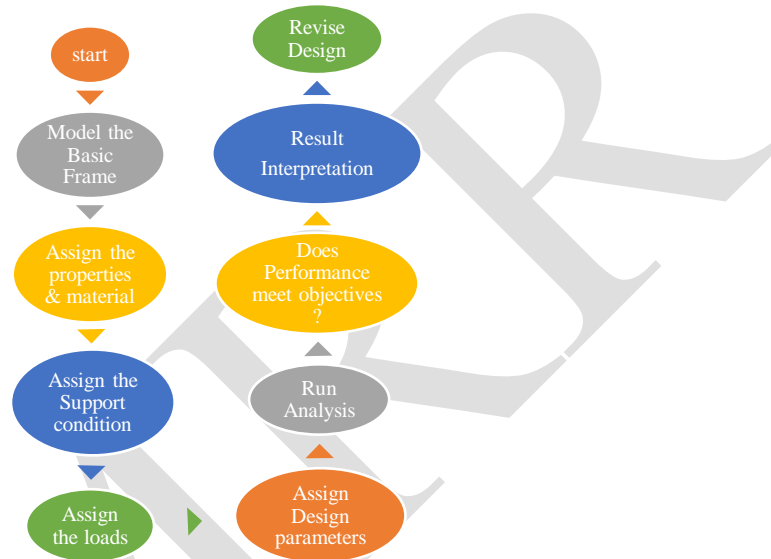 start
Model the
Basic
Frame
Assign the
properties
& material
Assign the
Support
condition
Assign
the loads
Assign
Design
parameters
Run
Analysis
Does
Performance
meet objectives
?
Result
Interpretation
Revise
Design